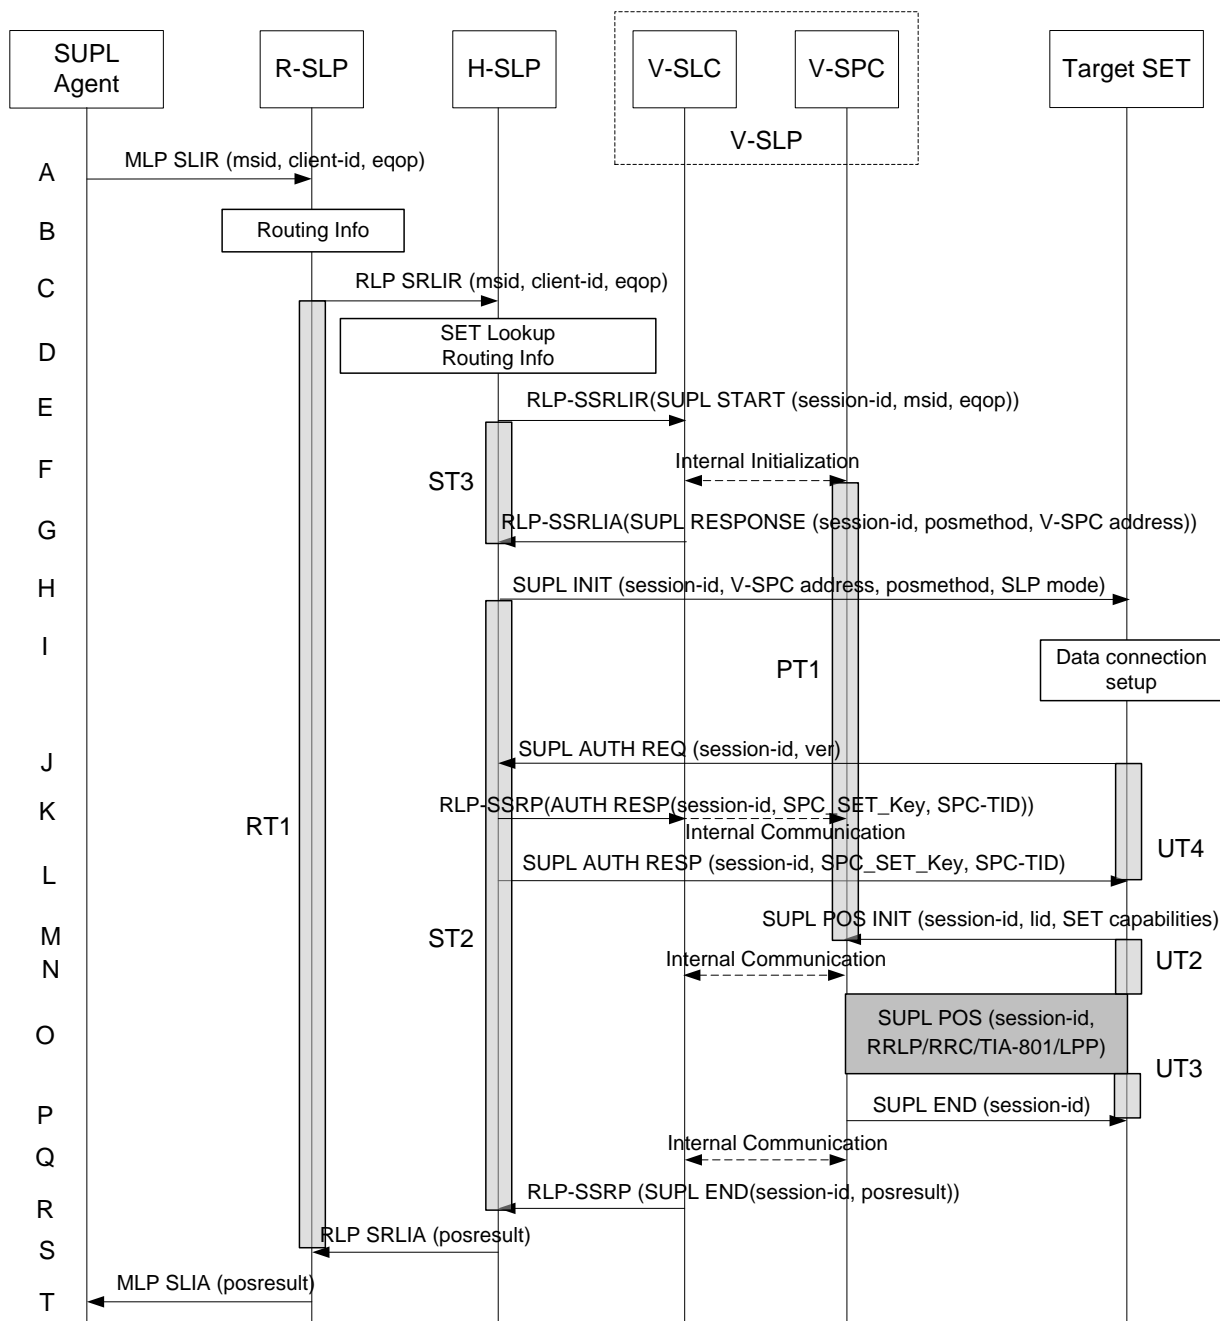 SUPL
Agent
R-SLP
H-SLP
V-SLC
V-SPC
Target SET
V-SLP
A
MLP SLIR (msid, client-id, eqop)
B
Routing Info
C
RLP SRLIR (msid, client-id, eqop)
D
SET Lookup
Routing Info
E
RLP-SSRLIR(SUPL START (session-id, msid, eqop))
F
ST3
Internal Initialization
G
RLP-SSRLIA(SUPL RESPONSE (session-id, posmethod, V-SPC address))
H
SUPL INIT (session-id, V-SPC address, posmethod, SLP mode)
I
PT1
Data connection
setup
J
SUPL AUTH REQ (session-id, ver)
K
RLP-SSRP(AUTH RESP(session-id, SPC_SET_Key, SPC-TID))
Internal Communication
RT1
UT4
L
SUPL AUTH RESP (session-id, SPC_SET_Key, SPC-TID)
M
ST2
SUPL POS INIT (session-id, lid, SET capabilities)
N
Internal Communication
UT2
O
SUPL POS (session-id,
RRLP/RRC/TIA-801/LPP)
UT3
P
SUPL END (session-id)
Q
Internal Communication
R
RLP-SSRP (SUPL END(session-id, posresult))
S
RLP SRLIA (posresult)
T
MLP SLIA (posresult)